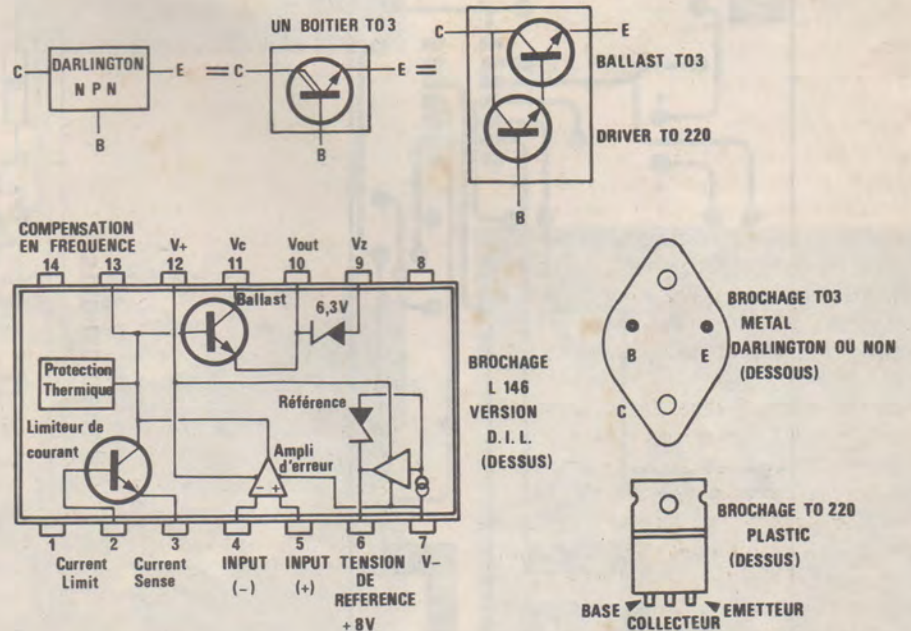 UN BOITIER TO3
C
DARLINGTON
N P N
E
B
=
C
E
B
=
C
E
BALLAST TO3
DRIVER TO 220
B
COMPENSATION
EN FREQUENCE
V+
Vc
Vout
Vz
14
13
12
11
10
9
8
Ballast
6,3V
Protection
Thermique
Référence
Limiteur de
courant
Ampli
d'erreur
- +
1
2
3
4
5
6
7
Current
Limit
Current
Sense
INPUT
(-)
INPUT
(+)
TENSION
DE
REFERENCE
+ 8V
V-
BROCHAGE
L 146
VERSION
D.I.L.
(DESSUS)
B
E
C
BROCHAGE TO3
METAL
DARLINGTON OU NON
(DESSOUS)
BROCHAGE TO 220
PLASTIC
(DESSUS)
BASE
COLLECTEUR
EMETTEUR